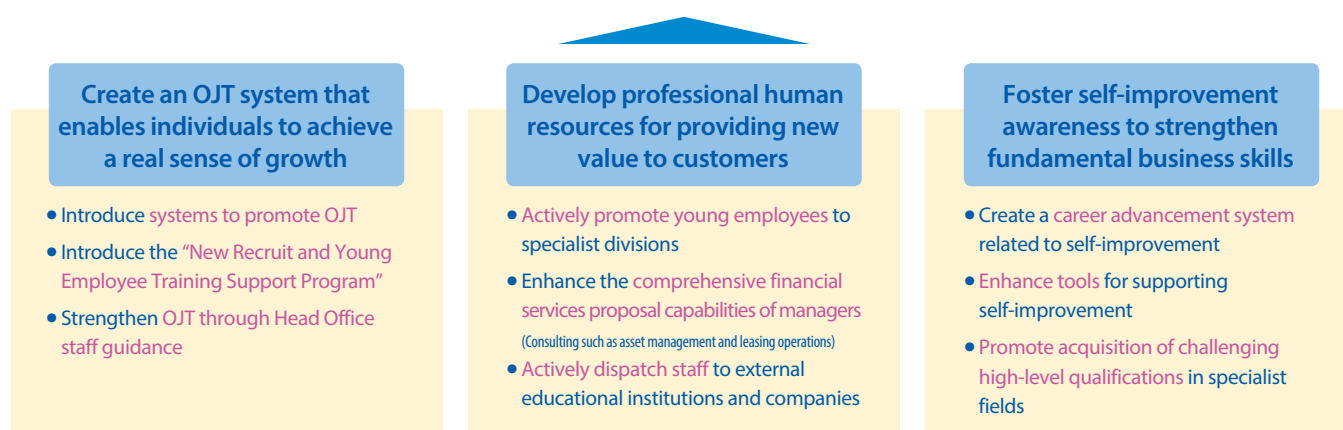 Create an OJT system that
enables individuals to achieve
a real sense of growth
• Introduce systems to promote OJT
• Introduce the “New Recruit and Young
Employee Training Support Program”
• Strengthen OJT through Head Office
staff guidance
Develop professional human
resources for providing new
value to customers
• Actively promote young employees to
specialist divisions
• Enhance the comprehensive financial
services proposal capabilities of managers
(Consulting such as asset management and leasing operations)
• Actively dispatch staff to external
educational institutions and companies
Foster self-improvement
awareness to strengthen
fundamental business skills
• Create a career advancement system
related to self-improvement
• Enhance tools for supporting
self-improvement
• Promote acquisition of challenging
high-level qualifications in specialist
fields